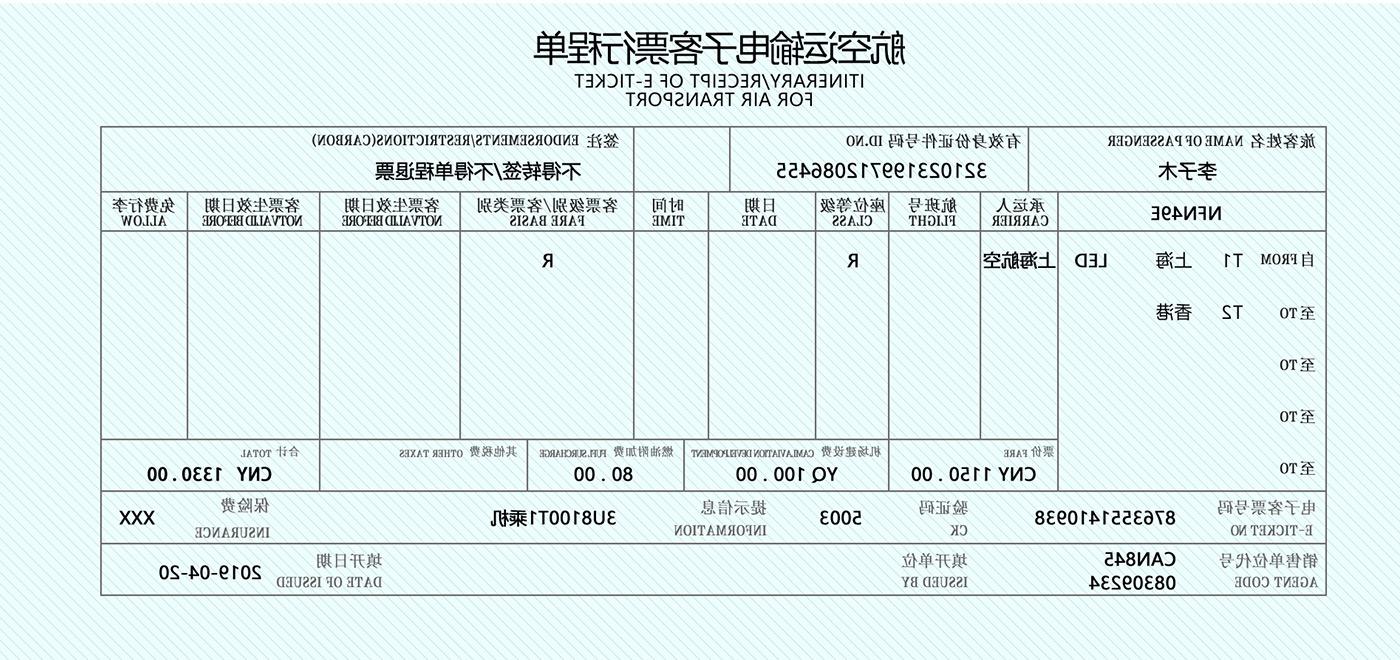 航空运输电子客票行程单
ITINERARY/RECEIPT OF E-TICKET
FOR AIR TRANSPORT
旅客姓名 NAME OF PASSENGER
李子木
有效身份证件号码 ID.NO
321023199712086455
签注 ENDORSEMENTS/RESTRICTIONS(CARBON)
不得转签/不得单程退票
NFN49E
承运人
CARRIER
航班号
FLIGHT
座位等级
CLASS
日期
DATE
时间
TIME
客票级别/客票类别
FARE BASIS
客票生效日期
NOTVALID BEFORE
客票生效日期
NOTVALID BEFORE
免费行李
ALLOW
自 FROM T1 上海 LED 上海航空 R R
至 TO T2 香港
至 TO
至 TO
至 TO
票价 FARE
CNY 1150.00
机场建设费 CAMLAVIATION DEVELOPMENT
YQ 100.00
燃油附加费 FUFL SURCHARGE
80.00
其他税费 OTHER TAXES
合计 TOTAL
CNY 1330.00
电子客票号码
E-TICKET NO
8763551410938
验证码
CK
5003
提示信息
INFORMATION
3U8100T1乘机
保险费
INSURANCE
XXX
销售单位代号
AGENT CODE
CAN845
08309234
填开单位
ISSUED BY
填开日期
DATE OF ISSUED
2019-04-20